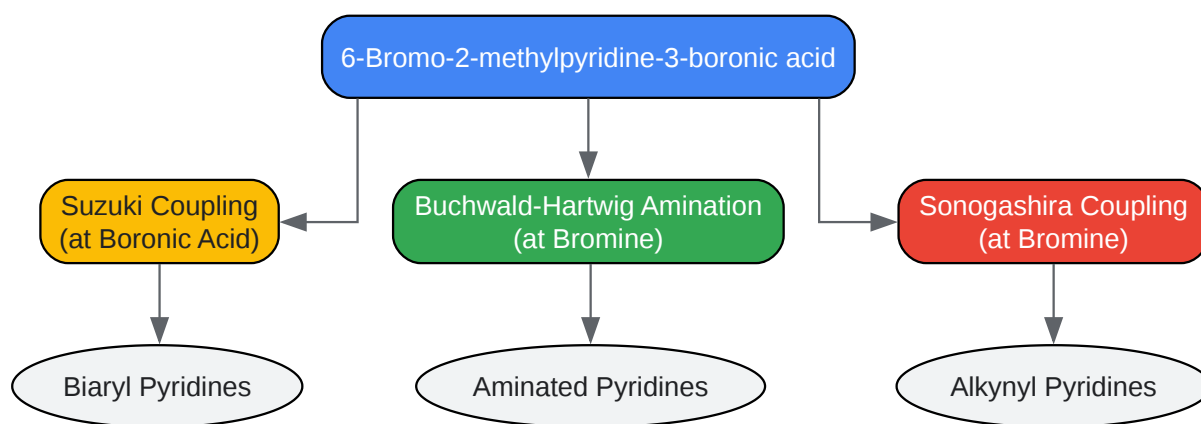 6-Bromo-2-methylpyridine-3-boronic acid
Suzuki Coupling
(at Boronic Acid)
Buchwald-Hartwig Amination
(at Bromine)
Sonogashira Coupling
(at Bromine)
Biaryl Pyridines
Aminated Pyridines
Alkynyl Pyridines